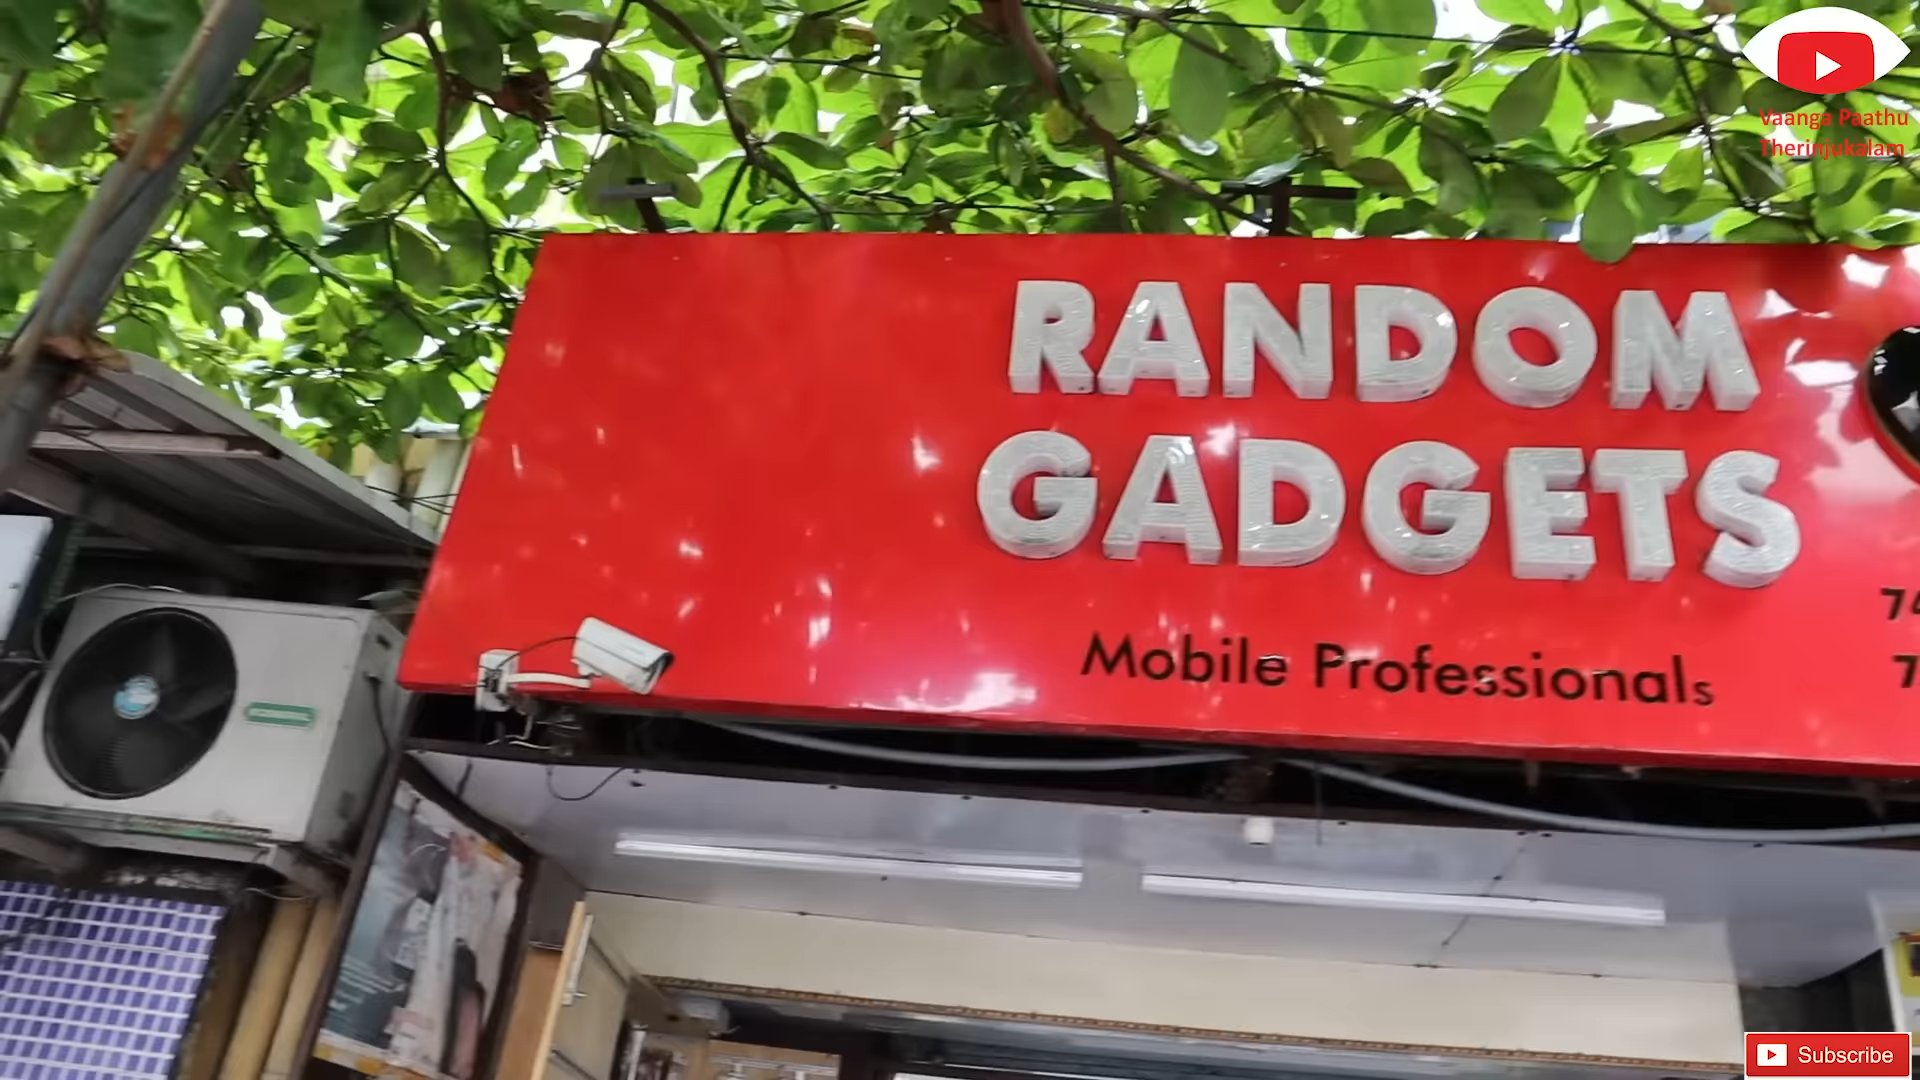 Vaanga Paathu
Therinjukalam
RANDOM
GADGETS
Mobile Professionals
Subscribe